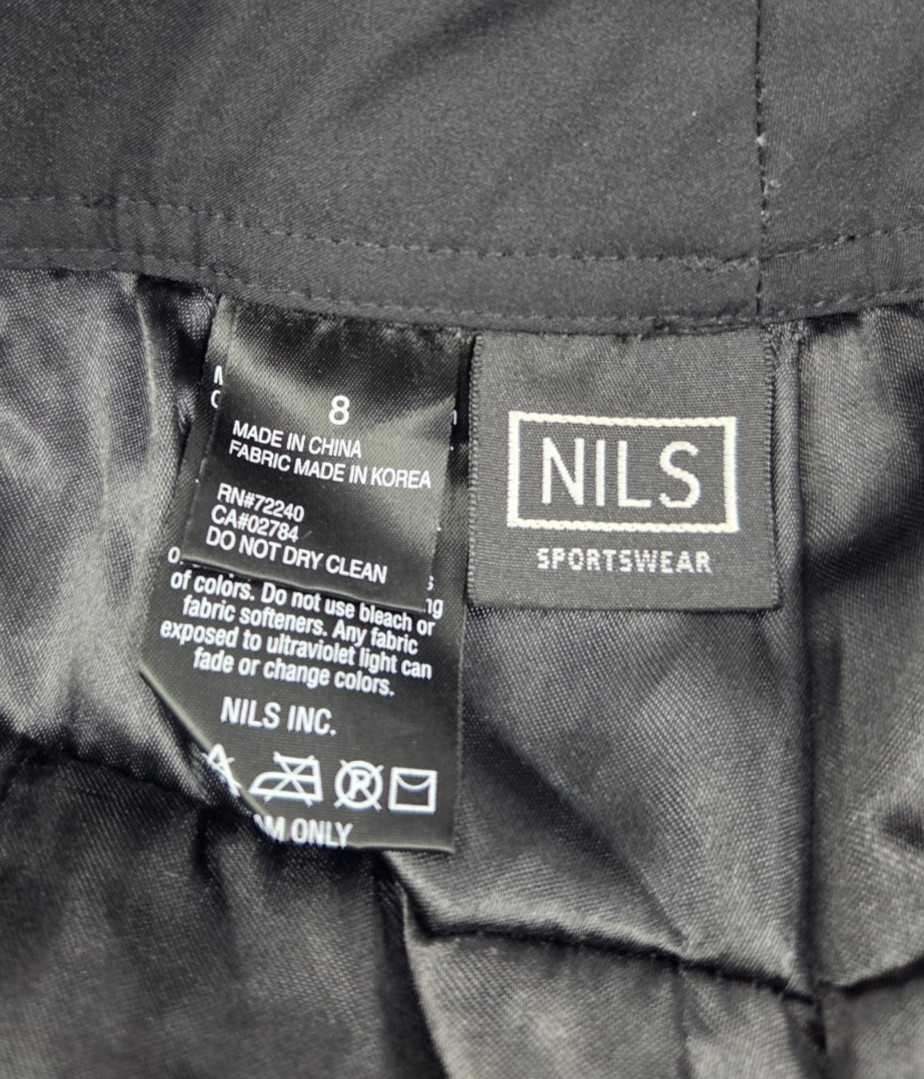 8
MADE IN CHINA
FABRIC MADE IN KOREA
RN#72240
CA#02784
DO NOT DRY CLEAN
of colors. Do not use bleach or
fabric softeners. Any fabric
exposed to ultraviolet light can
fade or change colors.
NILS INC.
ONLY
NILS
SPORTSWEAR